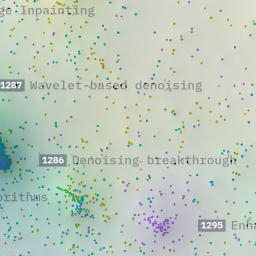 ge Inpainting
1287 Wavelet-based denoising
1286 Denoising breakthrough
orithms
1295 Enha